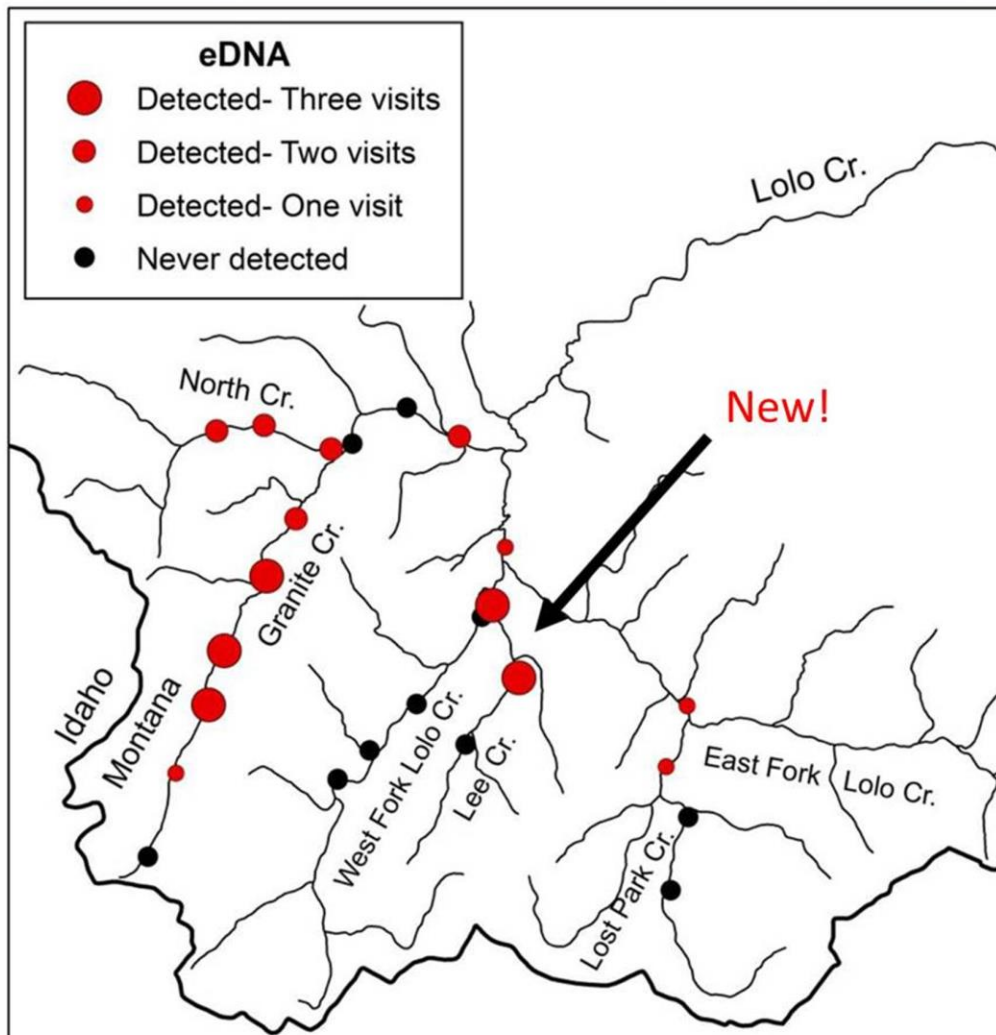 eDNA
Detected- Three visits
Detected- Two visits
Detected- One visit
Never detected
Lolo Cr.
North Cr.
New!
Granite Cr.
Idaho
Montana
West Fork Lolo Cr.
Lee Cr.
East Fork
Lolo Cr.
Lost Park Cr.